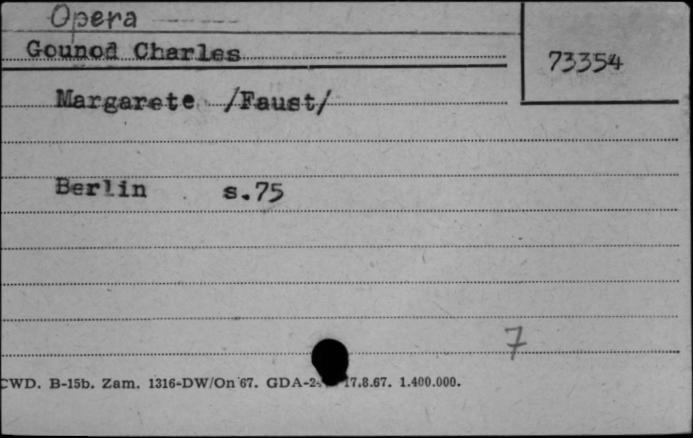 Opera
Gounod Charles
73354
Margarete /Faust/
Berlin s.75
7
CWD. B-15b. Zam. 1316-DW/On 67. GDA-2 17.8.67. 1.400.000.